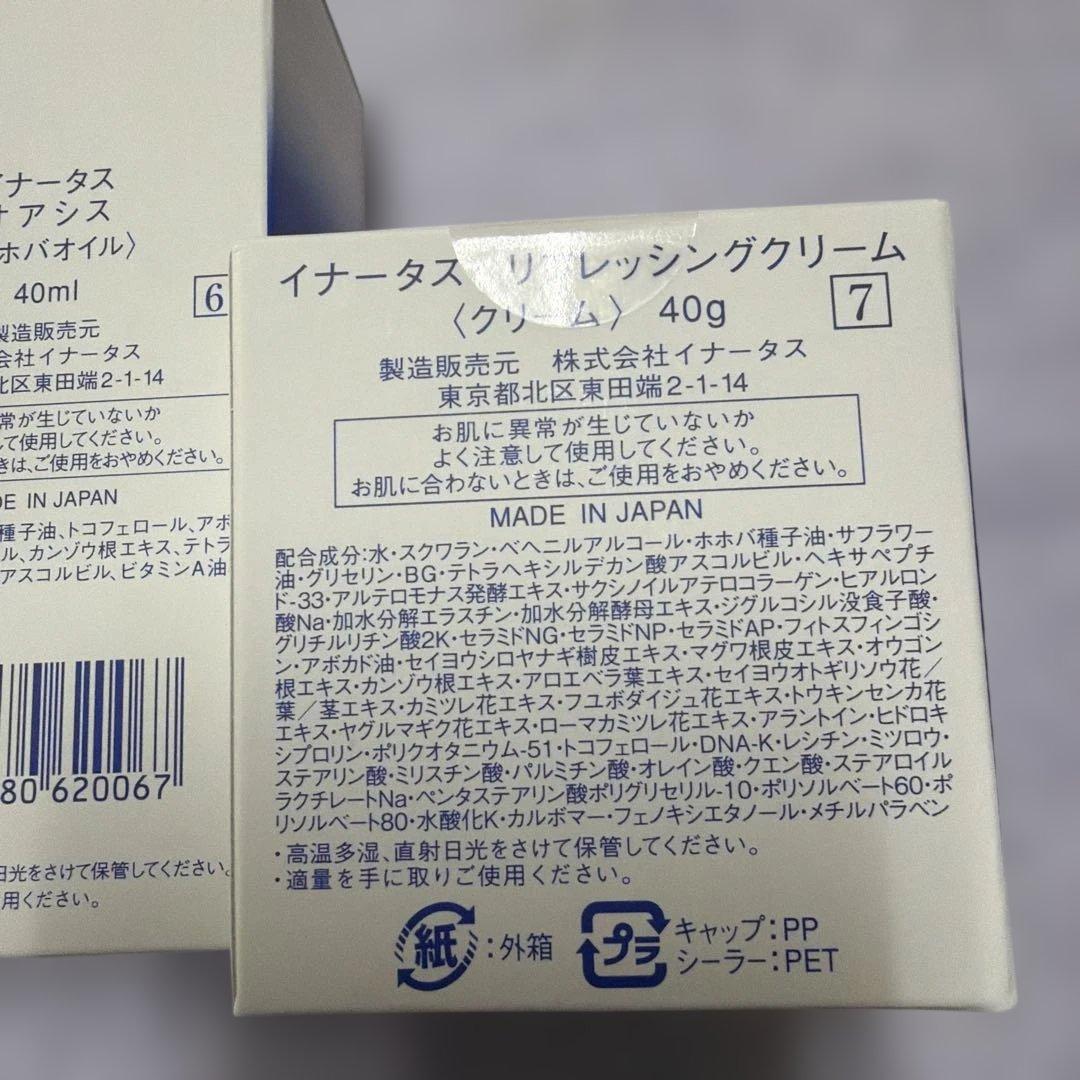 イナータス
オアシス
ホホバオイル〉
40ml
6
製造販売元
会社イナータス
北区東田端2-1-14
常が生じていないか
して使用してください。
きは、ご使用をおやめください。
DE IN JAPAN
種子油、トコフェロール、アボ
ル、カンゾウ根エキス、テトラ
アスコルビル、ビタミンA油
80 620067
日光をさけて保管してください。
用ください。
イナータス リフレッシングクリーム
〈クリーム〉 40g
7
製造販売元 株式会社イナータス
東京都北区東田端2-1-14
お肌に異常が生じていないか
よく注意して使用してください。
お肌に合わないときは、ご使用をおやめください。
MADE IN JAPAN
配合成分:水・スクワラン・ベヘニルアルコール・ホホバ種子油・サフラワー
油・グリセリン・BG・テトラヘキシルデカン酸アスコルビル・ヘキサペプチ
ド-33・アルテロモナス発酵エキス・サクシノイルアテロコラーゲン・ヒアルロン
酸Na・加水分解エラスチン・加水分解酵母エキス・ジグルコシル没食子酸・
グリチルリチン酸2K・セラミドNG・セラミドNP・セラミドAP・フィトスフィンゴシ
ン・アボカド油・セイヨウシロヤナギ樹皮エキス・マグワ根皮エキス・オウゴン
根エキス・カンゾウ根エキス・アロエベラ葉エキス・セイヨウオトギリソウ花/
葉/茎エキス・カミツレ花エキス・フユボダイジュ花エキス・トウキンセンカ花
エキス・ヤグルマギク花エキス・ローマカミツレ花エキス・アラントイン・ヒドロキ
シプロリン・ポリクオタニウム-51・トコフェロール・DNA-K・レシチン・ミツロウ・
ステアリン酸・ミリスチン酸・パルミチン酸・オレイン酸・クエン酸・ステアロイル
ラクチレートNa・ペンタステアリン酸ポリグリセリル-10・ポリソルベート60・ポ
リソルベート80・水酸化K・カルボマー・フェノキシエタノール・メチルパラベン
・高温多湿、直射日光をさけて保管してください。
・適量を手に取りご使用ください。
紙:外箱
プラ キャップ:PP
シーラー:PET